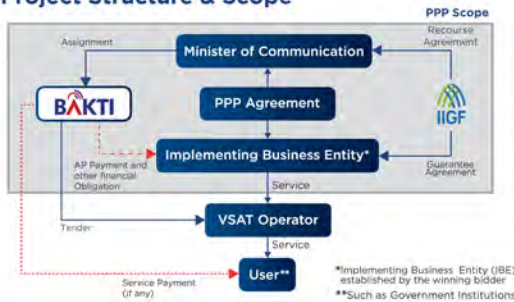 Project Structure & Scope
PPP Scope
Assignment
Minister of Communication
Recourse
Agreement
BAKTI
PPP Agreement
IIGF
Implementing Business Entity*
AP Payment and
other financial
Obligation
Guarantee
Agreement
Service
Tender
VSAT Operator
Service
User**
Service Payment
(if any)
*Implementing Business Entity (IBE)
established by the winning bidder
**Such as Government Institutions